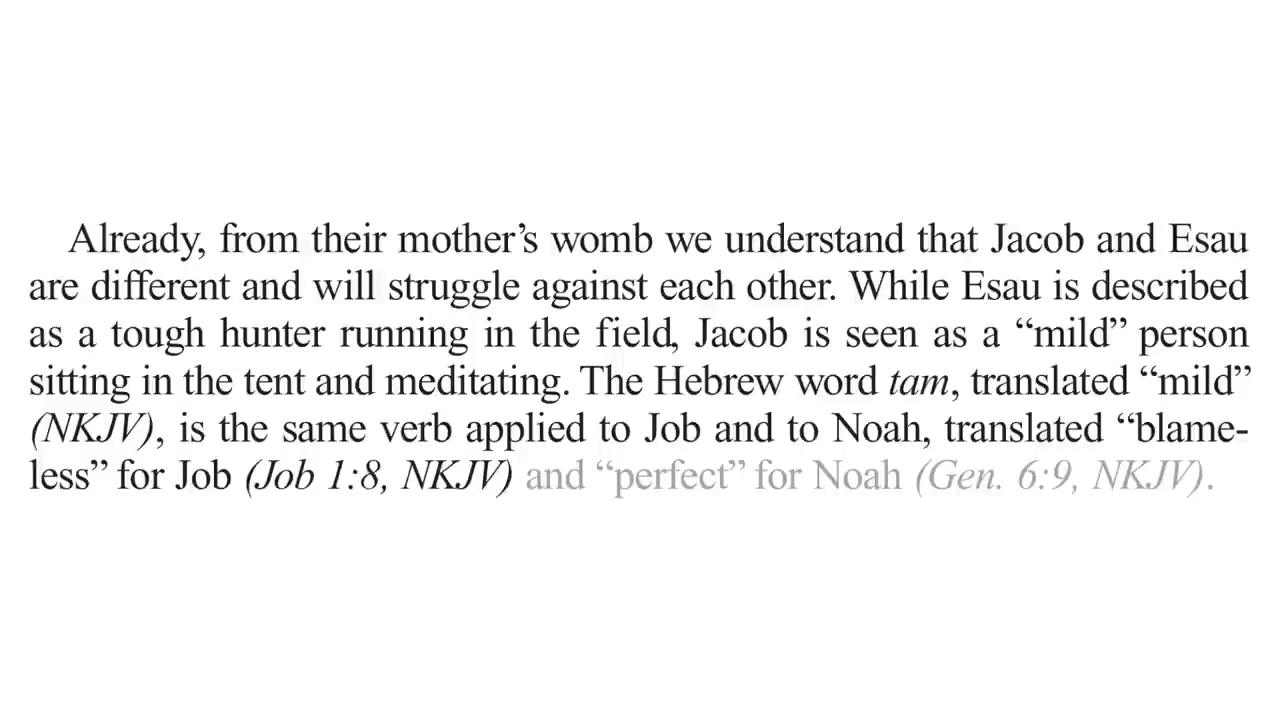 Already, from their mother’s womb we understand that Jacob and Esau
are different and will struggle against each other. While Esau is described
as a tough hunter running in the field, Jacob is seen as a “mild” person
sitting in the tent and meditating. The Hebrew word tam, translated “mild”
(NKJV), is the same verb applied to Job and to Noah, translated “blame-
less” for Job (Job 1:8, NKJV) and “perfect” for Noah (Gen. 6:9, NKJV).